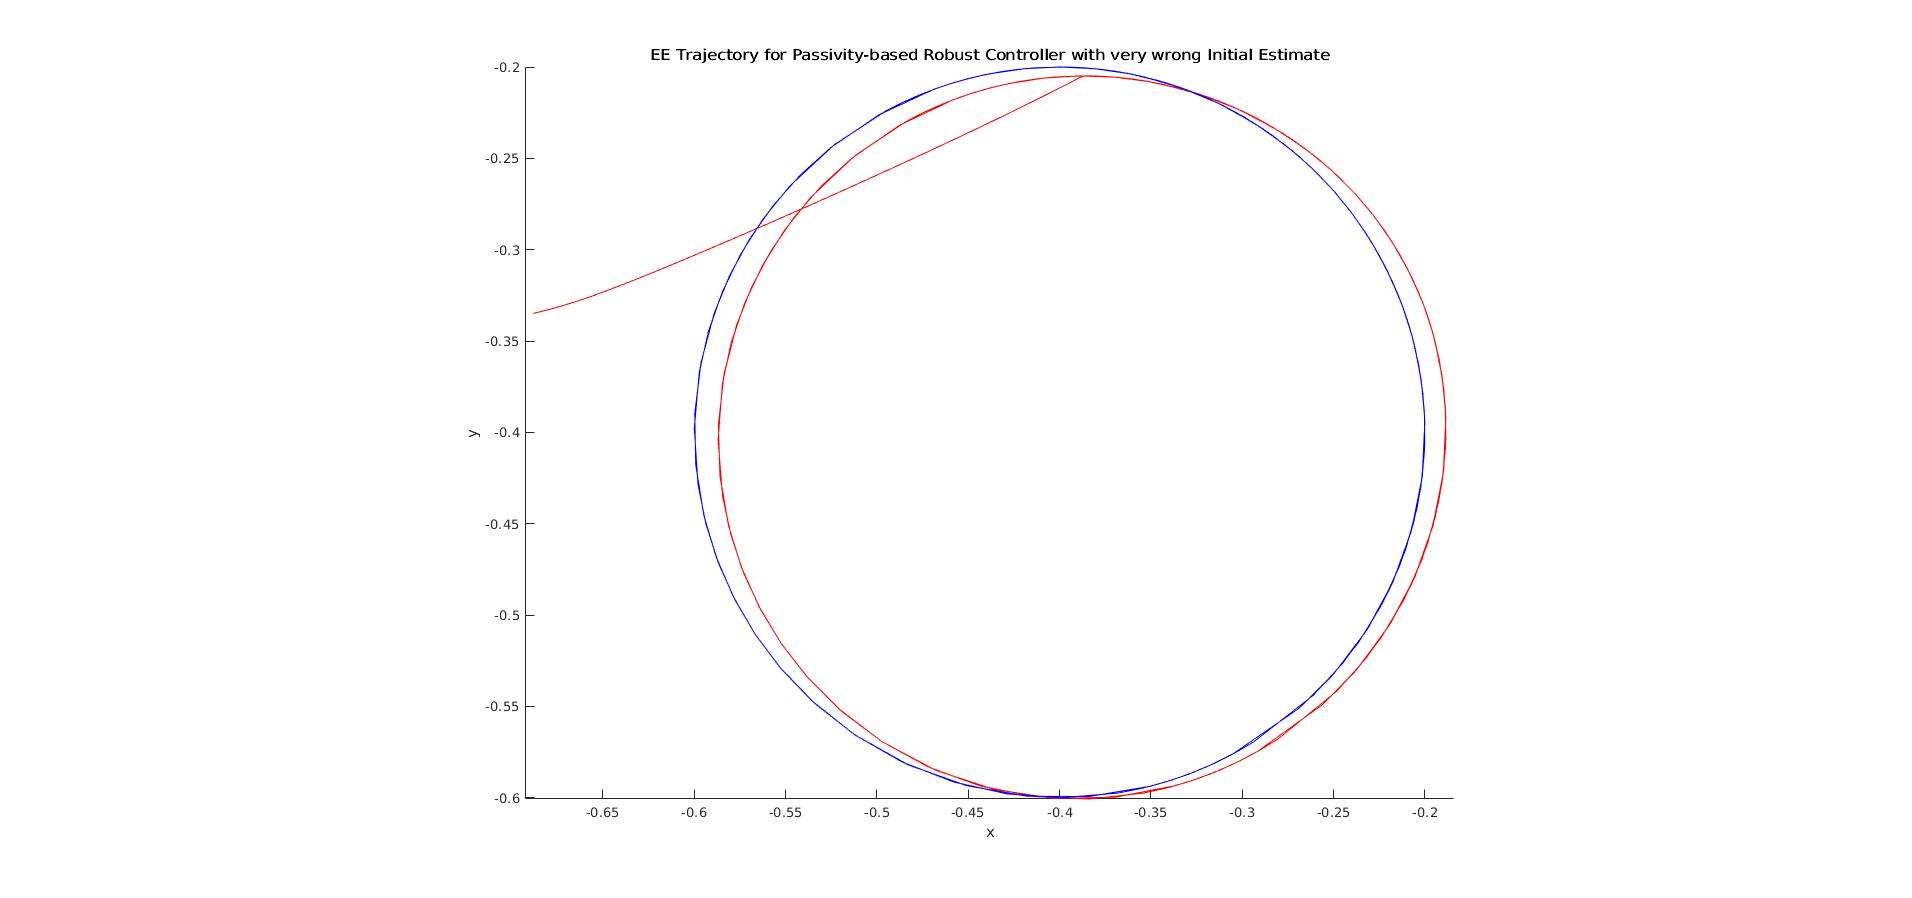 EE Trajectory for Passivity-based Robust Controller with very wrong Initial Estimate
-0.2
-0.25
-0.3
-0.35
y
-0.4
-0.45
-0.5
-0.55
-0.6
-0.65 -0.6 -0.55 -0.5 -0.45 -0.4 -0.35 -0.3 -0.25 -0.2
x